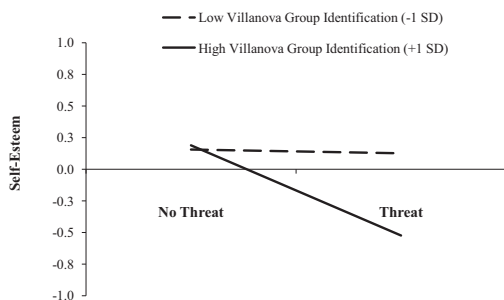 Low Villanova Group Identification (-1 SD)
High Villanova Group Identification (+1 SD)
1.0
0.8
0.5
0.3
0.0
-0.3
-0.5
-0.8
-1.0
Self-Esteem
No Threat
Threat